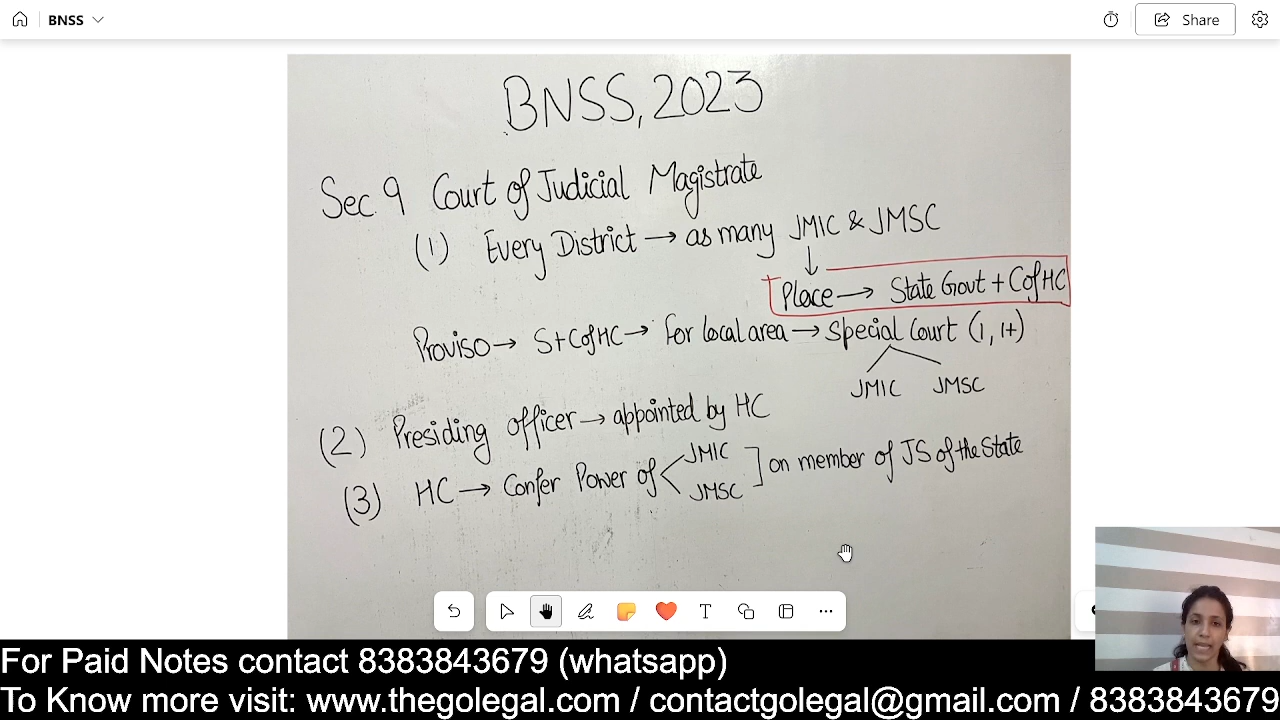 BNSS
Share
BNSS, 2023
Sec. 9 Court of Judicial Magistrate
(1) Every District → as many JMIC & JMSC
↓
Place → State Govt + C of HC
Proviso → S+C of HC → For local area → Special Court (1, 1+)
JMIC JMSC
(2) Presiding officer → appointed by HC
(3) HC → Confer Power of < JMIC JMSC ] on member of JS of the State
T
For Paid Notes contact 8383843679 (whatsapp)
To Know more visit: www.thegolegal.com / contactgolegal@gmail.com / 8383843679